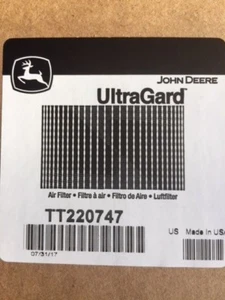 JOHN DEERE
UltraGard
Air Filter • Filtre à air • Filtro de Aire • Luftfilter
TT220747
US Made in USA
07/31/17